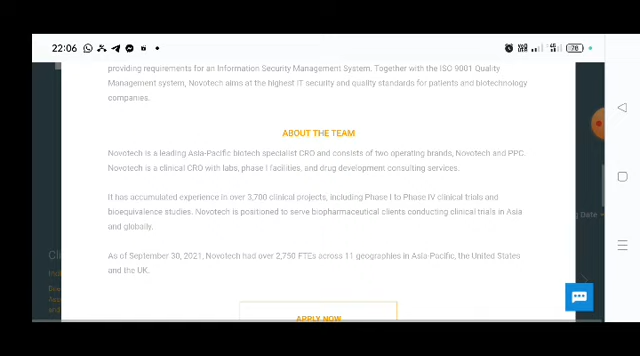 22:06
28
providing requirements for an Information Security Management System. Together with the ISO 9001 Quality
Management system, Novotech aims at the highest IT security and quality standards for patients and biotechnology
companies.
ABOUT THE TEAM
Novotech is a leading Asia-Pacific biotech specialist CRO and consists of two operating brands, Novotech and PPC.
Novotech is a clinical CRO with labs, phase I facilities, and drug development consulting services.
It has accumulated experience in over 3,700 clinical projects, including Phase I to Phase IV clinical trials and
bioequivalence studies. Novotech is positioned to serve biopharmaceutical clients conducting clinical trials in Asia
and globally.
g Date
As of September 30, 2021, Novotech had over 2,750 FTEs across 11 geographies in Asia-Pacific, the United States
and the UK.
Cli
APPLY NOW